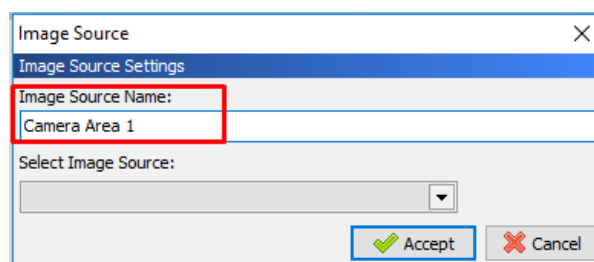 Image Source
Image Source Settings
Image Source Name:
Camera Area 1
Select Image Source:
Accept Cancel